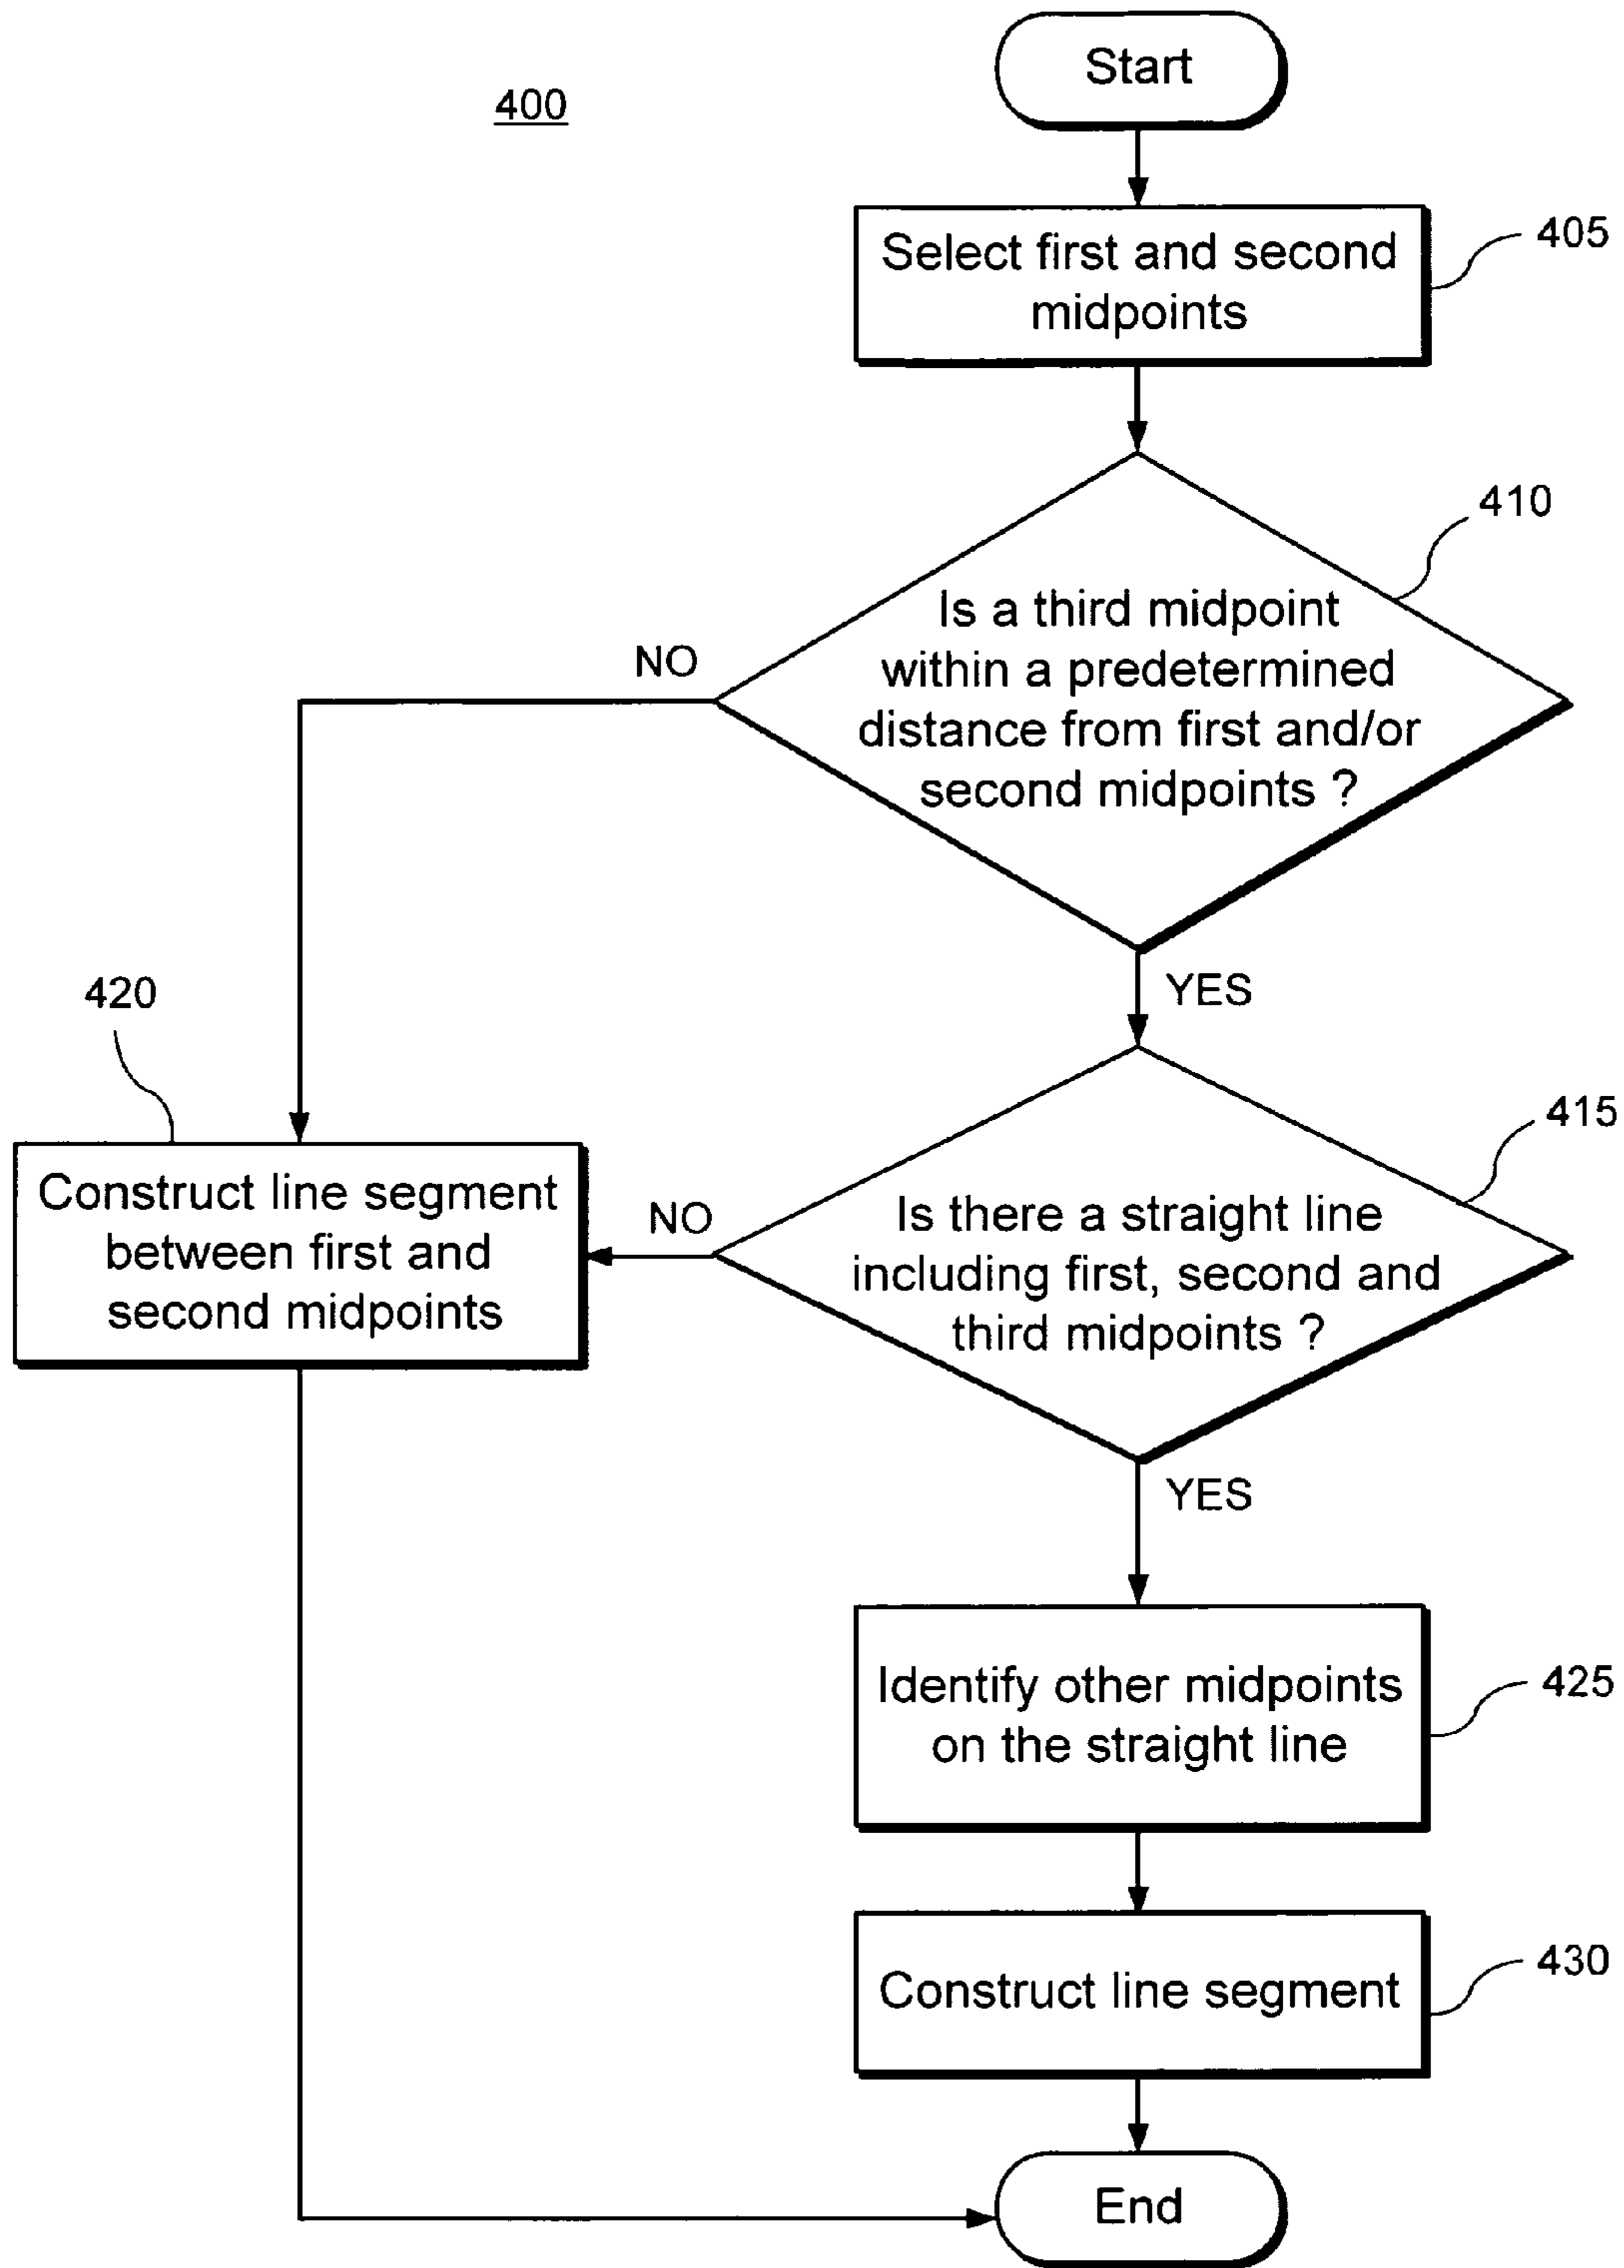 Start
400
Select first and second
midpoints
405
410
Is a third midpoint
within a predetermined
distance from first and/or
second midpoints ?
NO
YES
420
415
Construct line segment
between first and
second midpoints
NO
Is there a straight line
including first, second and
third midpoints ?
YES
Identify other midpoints
on the straight line
425
Construct line segment
430
End